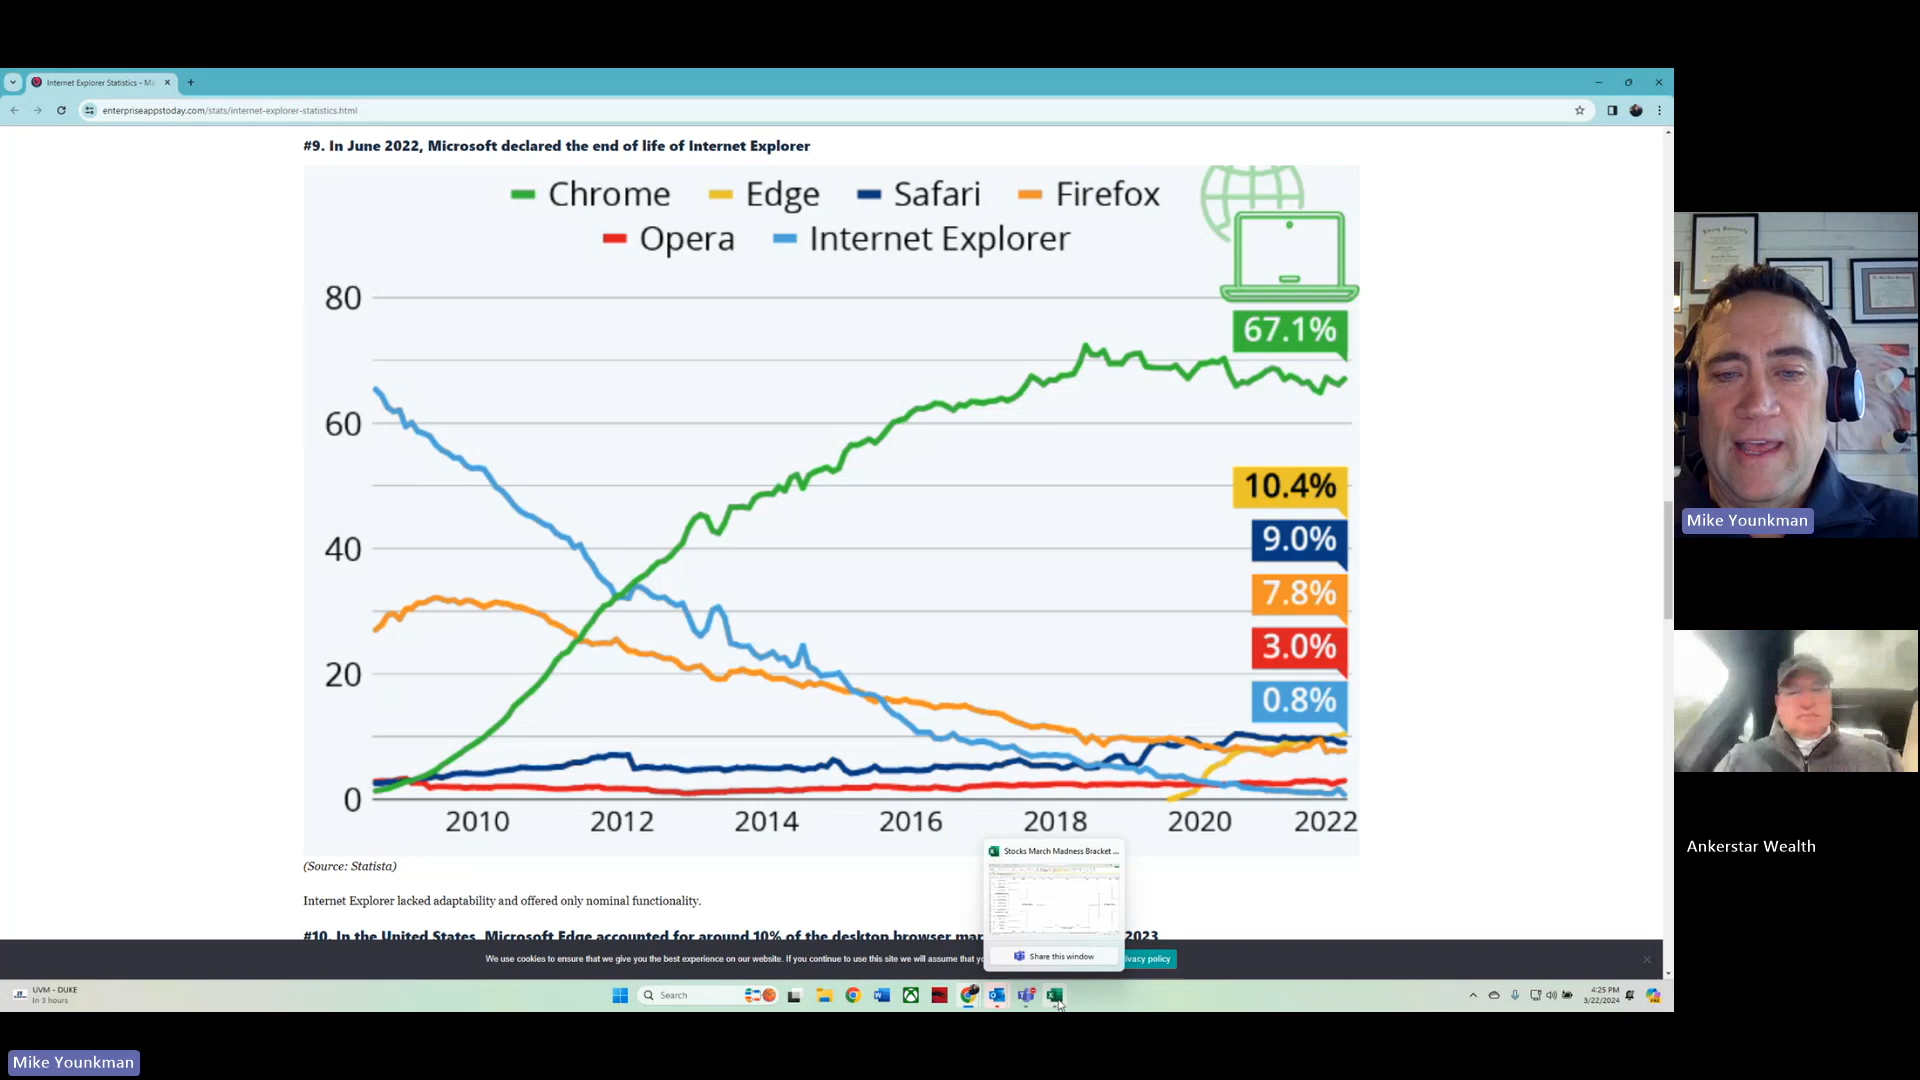 Internet Explorer Statistics - Mi
enterpriseappstoday.com/stats/internet-explorer-statistics.html
#9. In June 2022, Microsoft declared the end of life of Internet Explorer
Chrome Edge Safari Firefox
Opera Internet Explorer
80
67.1%
60
10.4%
40
9.0%
7.8%
20
3.0%
0.8%
0
2010 2012 2014 2016 2018 2020 2022
(Source: Statista)
Internet Explorer lacked adaptability and offered only nominal functionality.
#10. In the United States, Microsoft Edge accounted for around 10% of the desktop browser mar 2023
We use cookies to ensure that we give you the best experience on our website. If you continue to use this site we will assume that
ivacy policy
Stocks March Madness Bracket ...
Share this window
UVM - DUKE
In 3 hours
Search
4:25 PM
3/22/2024
Mike Younkman
Ankerstar Wealth
Mike Younkman